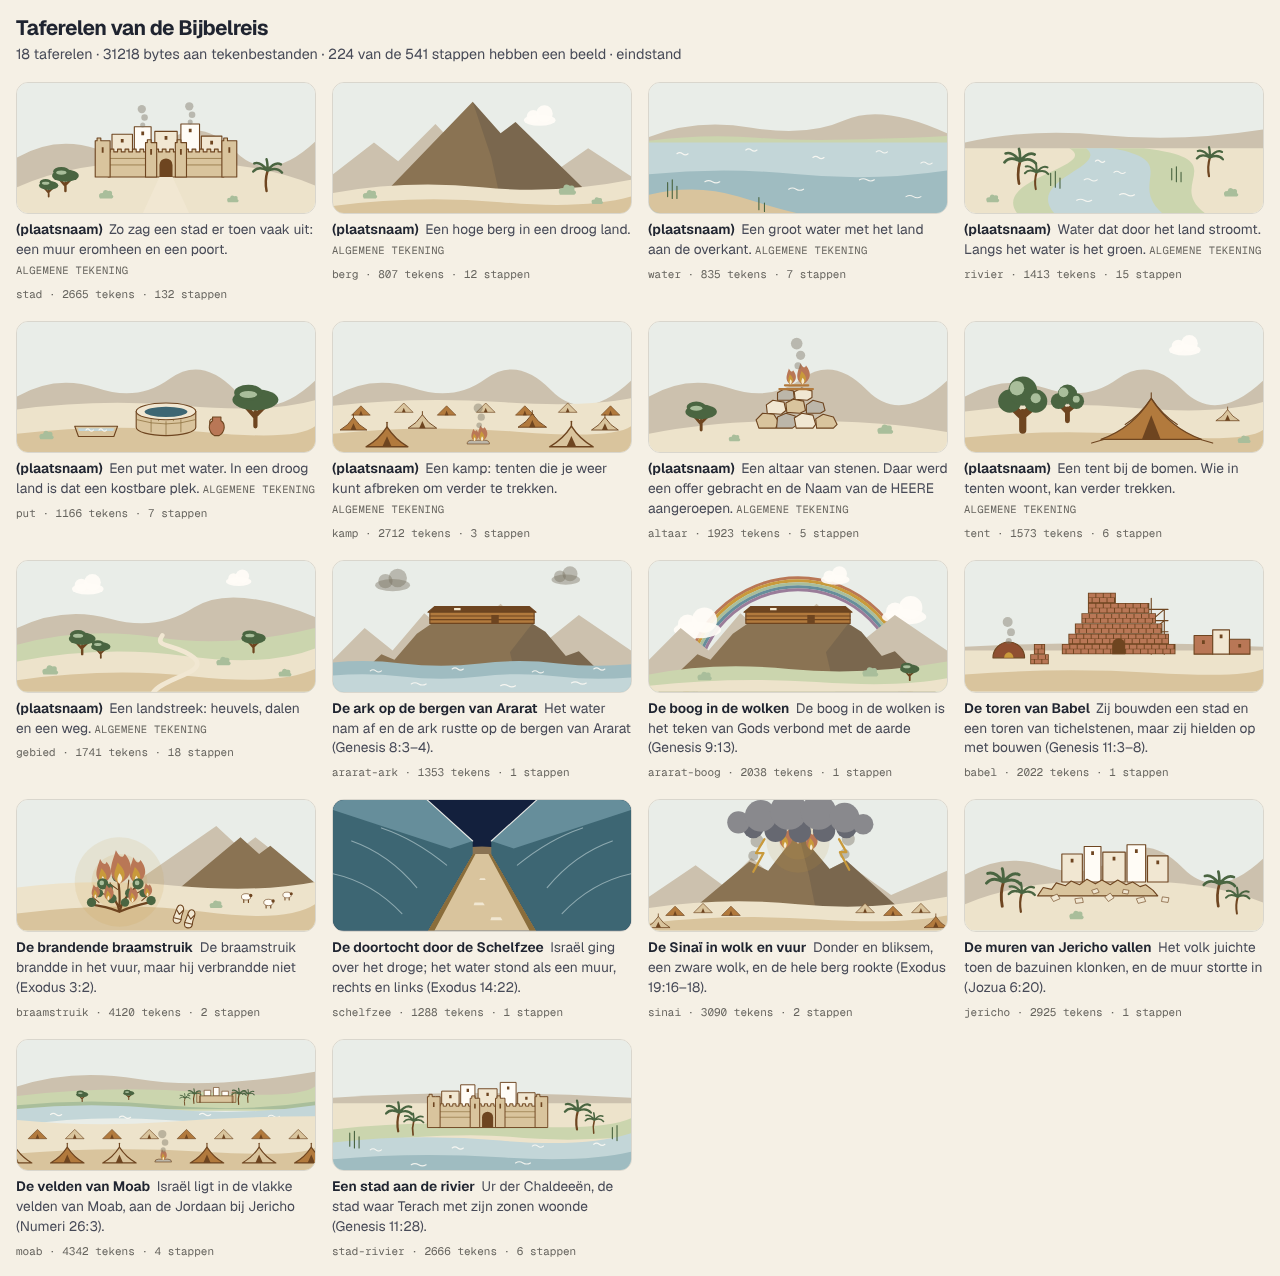 Taferelen van de Bijbelreis
18 taferelen · 31218 bytes aan tekenbestanden · 224 van de 541 stappen hebben een beeld · eindstand
(plaatsnaam) Zo zag een stad er toen vaak uit:
een muur eromheen en een poort.
ALGEMENE TEKENING
stad · 2665 tekens · 132 stappen
(plaatsnaam) Een hoge berg in een droog land.
ALGEMENE TEKENING
berg · 807 tekens · 12 stappen
(plaatsnaam) Een groot water met het land
aan de overkant. ALGEMENE TEKENING
water · 835 tekens · 7 stappen
(plaatsnaam) Water dat door het land stroomt.
Langs het water is het groen. ALGEMENE TEKENING
rivier · 1413 tekens · 15 stappen
(plaatsnaam) Een put met water. In een droog
land is dat een kostbare plek. ALGEMENE TEKENING
put · 1166 tekens · 7 stappen
(plaatsnaam) Een kamp: tenten die je weer
kunt afbreken om verder te trekken.
ALGEMENE TEKENING
kamp · 2712 tekens · 3 stappen
(plaatsnaam) Een altaar van stenen. Daar werd
een offer gebracht en de Naam van de HEERE
aangeroepen. ALGEMENE TEKENING
altaar · 1923 tekens · 5 stappen
(plaatsnaam) Een tent bij de bomen. Wie in
tenten woont, kan verder trekken.
ALGEMENE TEKENING
tent · 1573 tekens · 6 stappen
(plaatsnaam) Een landstreek: heuvels, dalen
en een weg. ALGEMENE TEKENING
gebied · 1741 tekens · 18 stappen
De ark op de bergen van Ararat Het water
nam af en de ark rustte op de bergen van Ararat
(Genesis 8:3–4).
ararat-ark · 1353 tekens · 1 stappen
De boog in de wolken De boog in de wolken is
het teken van Gods verbond met de aarde
(Genesis 9:13).
ararat-boog · 2038 tekens · 1 stappen
De toren van Babel Zij bouwden een stad en
een toren van tichelstenen, maar zij hielden op
met bouwen (Genesis 11:3–8).
babel · 2022 tekens · 1 stappen
De brandende braamstruik De braamstruik
brandde in het vuur, maar hij verbrandde niet
(Exodus 3:2).
braamstruik · 4120 tekens · 2 stappen
De doortocht door de Schelfzee Israël ging
over het droge; het water stond als een muur,
rechts en links (Exodus 14:22).
schelfzee · 1288 tekens · 1 stappen
De Sinaï in wolk en vuur Donder en bliksem,
een zware wolk, en de hele berg rookte (Exodus
19:16–18).
sinai · 3090 tekens · 2 stappen
De muren van Jericho vallen Het volk juichte
toen de bazuinen klonken, en de muur stortte in
(Jozua 6:20).
jericho · 2925 tekens · 1 stappen
De velden van Moab Israël ligt in de vlakke
velden van Moab, aan de Jordaan bij Jericho
(Numeri 26:3).
moab · 4342 tekens · 4 stappen
Een stad aan de rivier Ur der Chaldeeën, de
stad waar Terach met zijn zonen woonde
(Genesis 11:28).
stad-rivier · 2666 tekens · 6 stappen